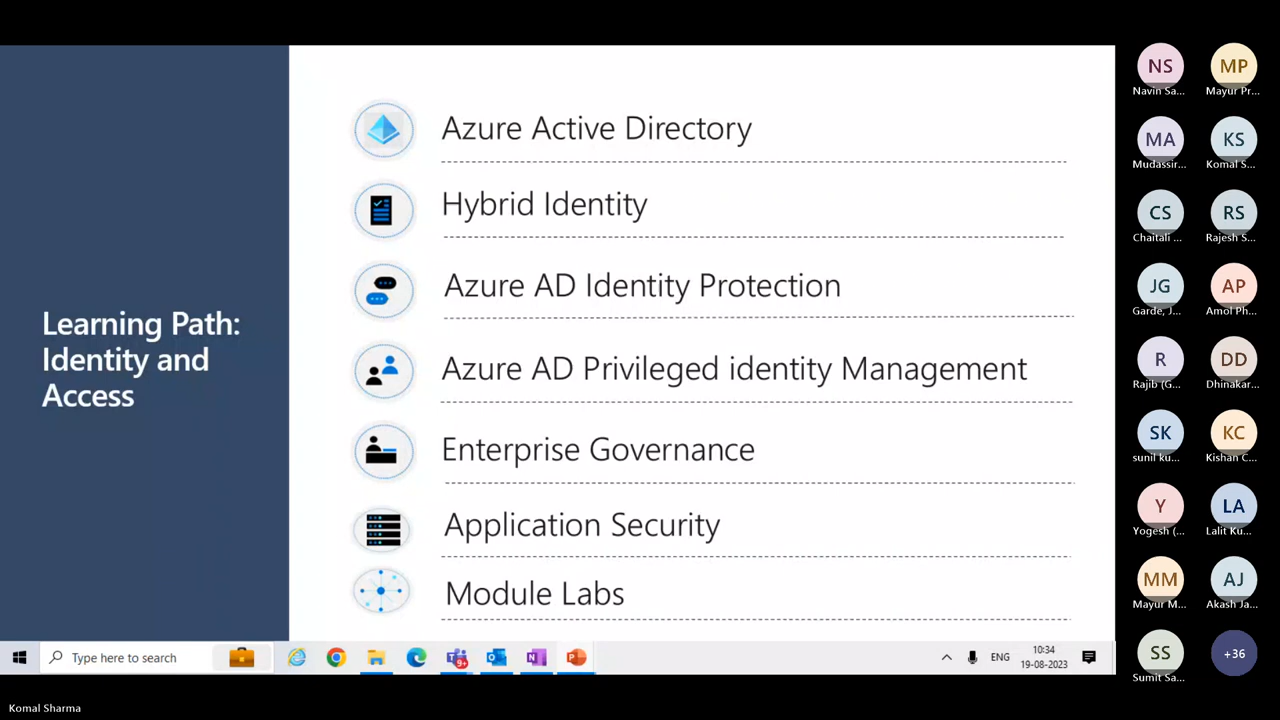 Learning Path:
Identity and
Access
Azure Active Directory
Hybrid Identity
Azure AD Identity Protection
Azure AD Privileged identity Management
Enterprise Governance
Application Security
Module Labs
Type here to search
9+
ENG
10:34
19-08-2023
NS
Navin Sa...
MP
Mayur Pr...
MA
Mudassir...
KS
Komal S...
CS
Chaitali ...
RS
Rajesh S...
JG
Garde, J...
AP
Amol Ph...
R
Rajib (G...
DD
Dhinakar...
SK
sunil ku...
KC
Kishan C...
Y
Yogesh (...
LA
Lalit Ku...
MM
Mayur M...
AJ
Akash Ja...
SS
Sumit Sa...
+36
Komal Sharma